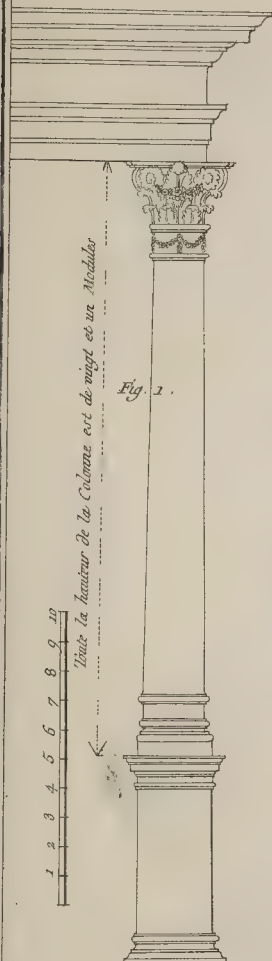 Fig. 1.
Toute la hauteur de la Colonne est de vingt et un Modules
1 2 3 4 5 6 7 8 9 10